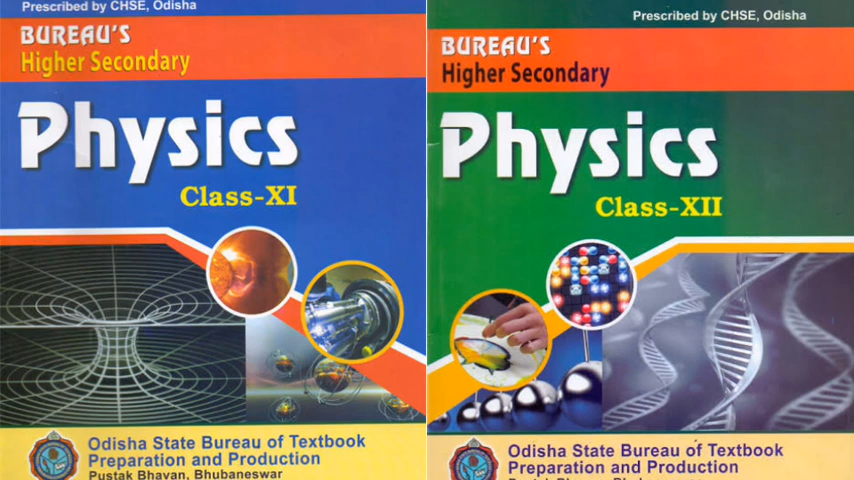 Prescribed by CHSE, Odisha
BUREAU'S
Higher Secondary
Physics
Class-XI
Odisha State Bureau of Textbook
Preparation and Production
Pustak Bhavan, Bhubaneswar
Prescribed by CHSE, Odisha
BUREAU'S
Higher Secondary
Physics
Class-XII
Odisha State Bureau of Textbook
Preparation and Production